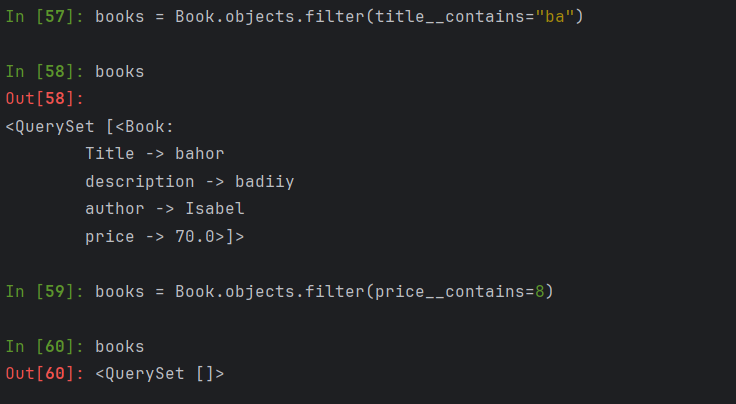 In [57]: books = Book.objects.filter(title__contains="ba")
In [58]: books
Out[58]:
<QuerySet [<Book:
        Title -> bahor
        description -> badiiy
        author -> Isabel
        price -> 70.0>]>
In [59]: books = Book.objects.filter(price__contains=8)
In [60]: books
Out[60]: <QuerySet []>